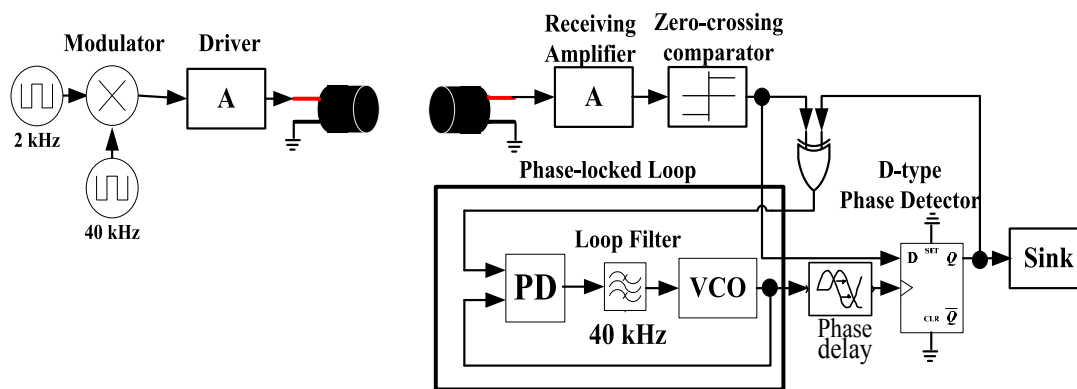 Modulator
Driver
A
2 kHz
40 kHz
Receiving
Amplifier
A
Zero-crossing
comparator
Phase-locked Loop
Loop Filter
PD
40 kHz
VCO
Phase
delay
D-type
Phase Detector
D SET Q
CLR Q
Sink